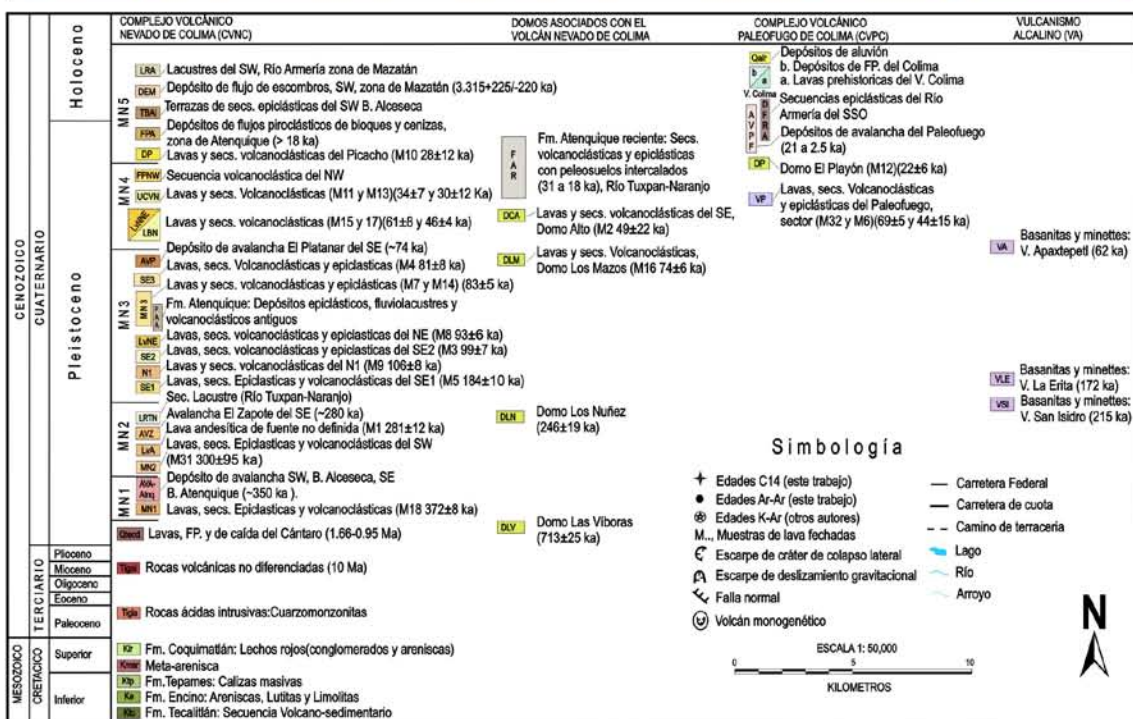 COMPLEJO VOLCÁNICO
NEVADO DE COLIMA (CVNC)
DOMOS ASOCIADOS CON EL
VOLCÁN NEVADO DE COLIMA
COMPLEJO VOLCÁNICO
PALEOFUGO DE COLIMA (CVPC)
VULCANISMO
ALCALINO (VA)
CENOZOICO
CUATERNARIO
Holoceno
Pleistoceno
MN5
LRA Lacustres del SW, Río Armería zona de Mazatán
DEM Depósito de flujo de escombros, SW, zona de Mazatán (3.315+225/-220 ka)
TBAl Terrazas de secs. epiclásticas del SW B. Alceseca
FPA Depósitos de flujos piroclásticos de bloques y cenizas,
zona de Atenquique (> 18 ka)
DP Lavas y secs. volcanoclásticas del Picacho (M10 28±12 ka)
MN4
FPNW Secuencia volcanoclástica del NW
UCVN Lavas y secs. Volcanoclásticas (M11 y M13)(34±7 y 30±12 Ka)
LvNNE LBN Lavas y secs. volcanoclásticas (M15 y 17)(61±8 y 46±4 ka)
MN3
Depósito de avalancha El Platanar del SE (~74 ka)
AVP Lavas, secs. Volcanoclásticas y epiclasticas (M4 81±8 ka)
SE3 Lavas, secs. Volcanoclásticas y epiclásticas (M7 y M14) (83±5 ka)
MN3 FAA Fm. Atenquique: Depósitos epiclásticos, fluviolacustres y
volcanoclásticos antiguos
LvNE Lavas, secs. volcanoclásticas y epiclasticas del NE (M8 93±6 ka)
SE2 Lavas, secs. volcanoclásticas y epiclasticas del SE2 (M3 99±7 ka)
N1 Lavas y secs. volcanoclásticas del N1 (M9 106±8 ka)
SE1 Lavas, secs. Epiclasticas y volcanoclásticas del SE1 (M5 184±10 ka)
Sec. Lacustre (Río Tuxpan-Naranjo)
MN2
LRTN Avalancha El Zapote del SE (~280 ka)
AVZ Lava andesítica de fuente no definida (M1 281±12 ka)
LvA Lavas, secs. Epiclasticas y volcanoclásticas del SW
MN2 (M31 300±95 ka)
MN1
AVA-Atnq Depósito de avalancha SW, B. Alceseca, SE
B. Atenquique (~350 ka ).
MN1 Lavas, secs. Epiclasticas y volcanoclásticas (M18 372±8 ka)
Lavas, FP. y de caída del Cántaro (1.66-0.95 Ma)
FAR
Fm. Atenquique reciente: Secs.
volcanoclásticas y epiclásticas
con peleosuelos intercalados
(31 a 18 ka), Río Tuxpan-Naranjo
DCA Lavas y secs. volcanoclásticas del SE,
Domo Alto (M2 49±22 ka)
DLM Lavas y secs. Volcanoclásticas,
Domo Los Mazos (M16 74±6 ka)
DLN Domo Los Nuñez
(246±19 ka)
DLV Domo Las Víboras
(713±25 ka)
Qalr Depósitos de aluvión
b b. Depósitos de FP. del Colima
a a. Lavas prehistoricas del V. Colima
V. Colima
AVPF DFRA
Secuencias epiclásticas del Río
Armería del SSO
Depósitos de avalancha del Paleofuego
(21 a 2.5 ka)
DP Domo El Playón (M12)(22±6 ka)
VP Lavas, secs. Volcanoclásticas
y epiclásticas del Paleofuego,
sector (M32 y M6)(69±5 y 44±15 ka)
VA Basanitas y minettes:
V. Apaxtepetl (62 ka)
VLE Basanitas y minettes:
V. La Erita (172 ka)
VSI Basanitas y minettes:
V. San Isidro (215 ka)
TERCIARIO
Plioceno
Mioceno
Oligoceno
Eoceno
Paleoceno
Rocas volcánicas no diferenciadas (10 Ma)
Rocas ácidas intrusivas:Cuarzomonzonitas
MESOZOICO
CRETACICO
Superior
Inferior
Kir Fm. Coquimatlán: Lechos rojos(conglomerados y areniscas)
Kmar Meta-arenisca
Ktp Fm.Tepames: Calizas masivas
Ke Fm. Encino: Areniscas, Lutitas y Limolitas
Fm. Tecalitlán: Secuencia Volcano-sedimentario
Simbología
Edades C14 (este trabajo)
Edades Ar-Ar (este trabajo)
Edades K-Ar (otros autores)
M.., Muestras de lava fechadas
Escarpe de cráter de colapso lateral
Escarpe de deslizamiento gravitacional
Falla normal
Volcán monogenético
Carretera Federal
Carretera de cuota
Camino de terraceria
Lago
Río
Arroyo
ESCALA 1: 50,000
0 5 10
KILOMETROS
N